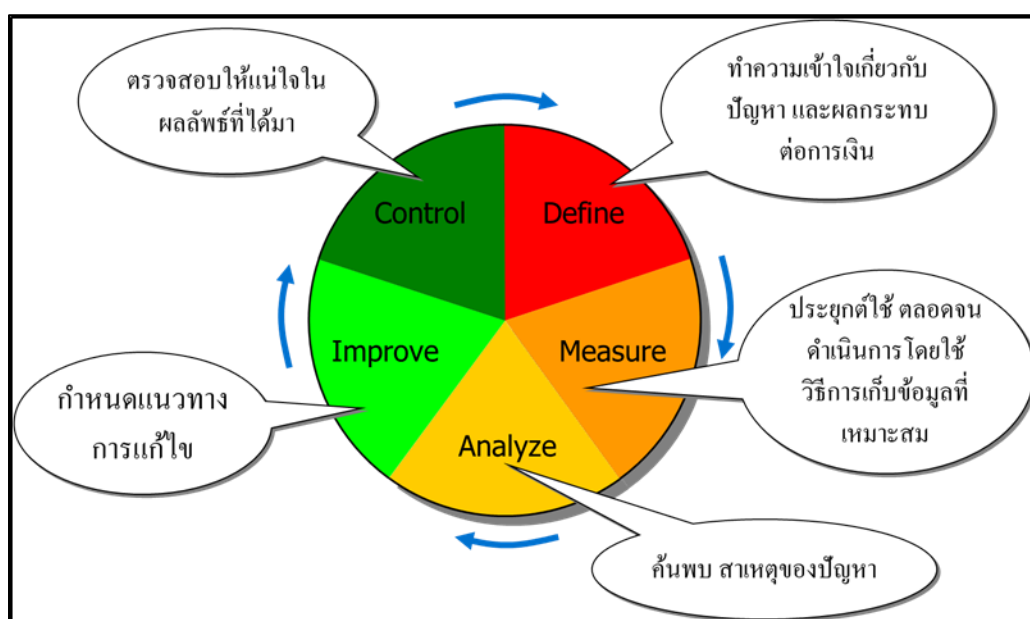 ตรวจสอบให้แน่ใจใน
ผลลัพธ์ที่ได้มา
ทำความเข้าใจเกี่ยวกับ
ปัญหา และผลกระทบ
ต่อการเงิน
Control
Define
ประยุกต์ใช้ ตลอดจน
ดำเนินการโดยใช้
วิธีการเก็บข้อมูลที่
เหมาะสม
Improve
Measure
กำหนดแนวทาง
การแก้ไข
Analyze
ค้นพบ สาเหตุของปัญหา